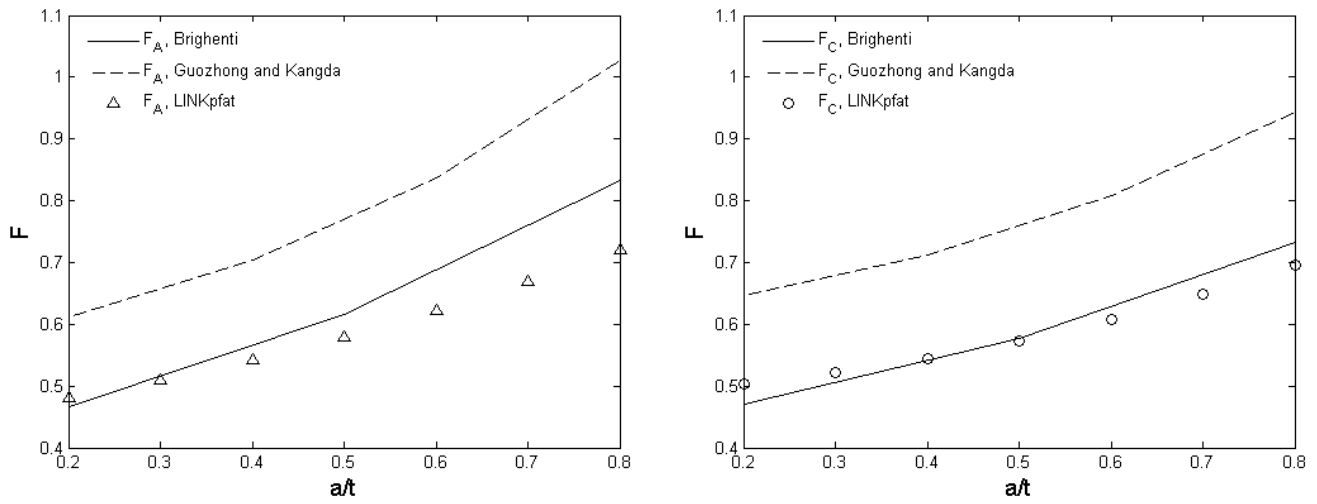 1.1
1
0.9
0.8
0.7
0.6
0.5
0.4
F
F_A, Brighenti
F_A, Guozhong and Kangda
F_A, LINKpfat
0.2 0.3 0.4 0.5 0.6 0.7 0.8
a/t
1.1
1
0.9
0.8
0.7
0.6
0.5
0.4
F
F_C, Brighenti
F_C, Guozhong and Kangda
F_C, LINKpfat
0.2 0.3 0.4 0.5 0.6 0.7 0.8
a/t